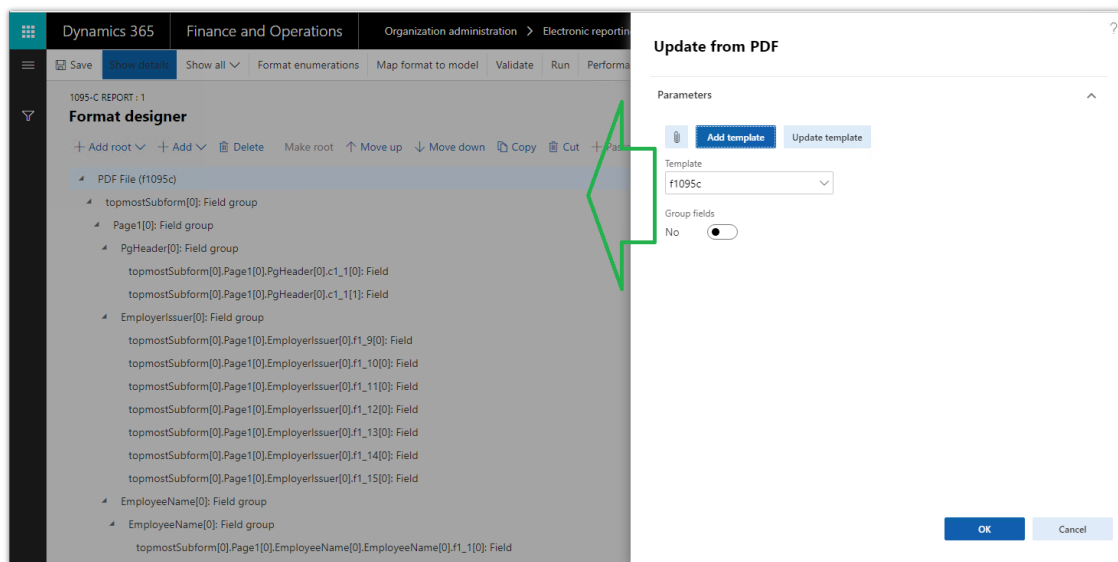 Dynamics 365 Finance and Operations Organization administration > Electronic reportin
Save Show details Show all Format enumerations Map format to model Validate Run Performa
1095-C REPORT : 1
Format designer
+ Add root + Add Delete Make root ↑ Move up ↓ Move down Copy Cut + Paste
PDF File (f1095c)
topmostSubform[0]: Field group
Page1[0]: Field group
PgHeader[0]: Field group
topmostSubform[0].Page1[0].PgHeader[0].c1_1[0]: Field
topmostSubform[0].Page1[0].PgHeader[0].c1_1[1]: Field
EmployerIssuer[0]: Field group
topmostSubform[0].Page1[0].EmployerIssuer[0].f1_9[0]: Field
topmostSubform[0].Page1[0].EmployerIssuer[0].f1_10[0]: Field
topmostSubform[0].Page1[0].EmployerIssuer[0].f1_11[0]: Field
topmostSubform[0].Page1[0].EmployerIssuer[0].f1_12[0]: Field
topmostSubform[0].Page1[0].EmployerIssuer[0].f1_13[0]: Field
topmostSubform[0].Page1[0].EmployerIssuer[0].f1_14[0]: Field
topmostSubform[0].Page1[0].EmployerIssuer[0].f1_15[0]: Field
EmployeeName[0]: Field group
EmployeeName[0]: Field group
topmostSubform[0].Page1[0].EmployeeName[0].EmployeeName[0].f1_1[0]: Field
?
Update from PDF
Parameters
Add template Update template
Template
f1095c
Group fields
No
OK Cancel